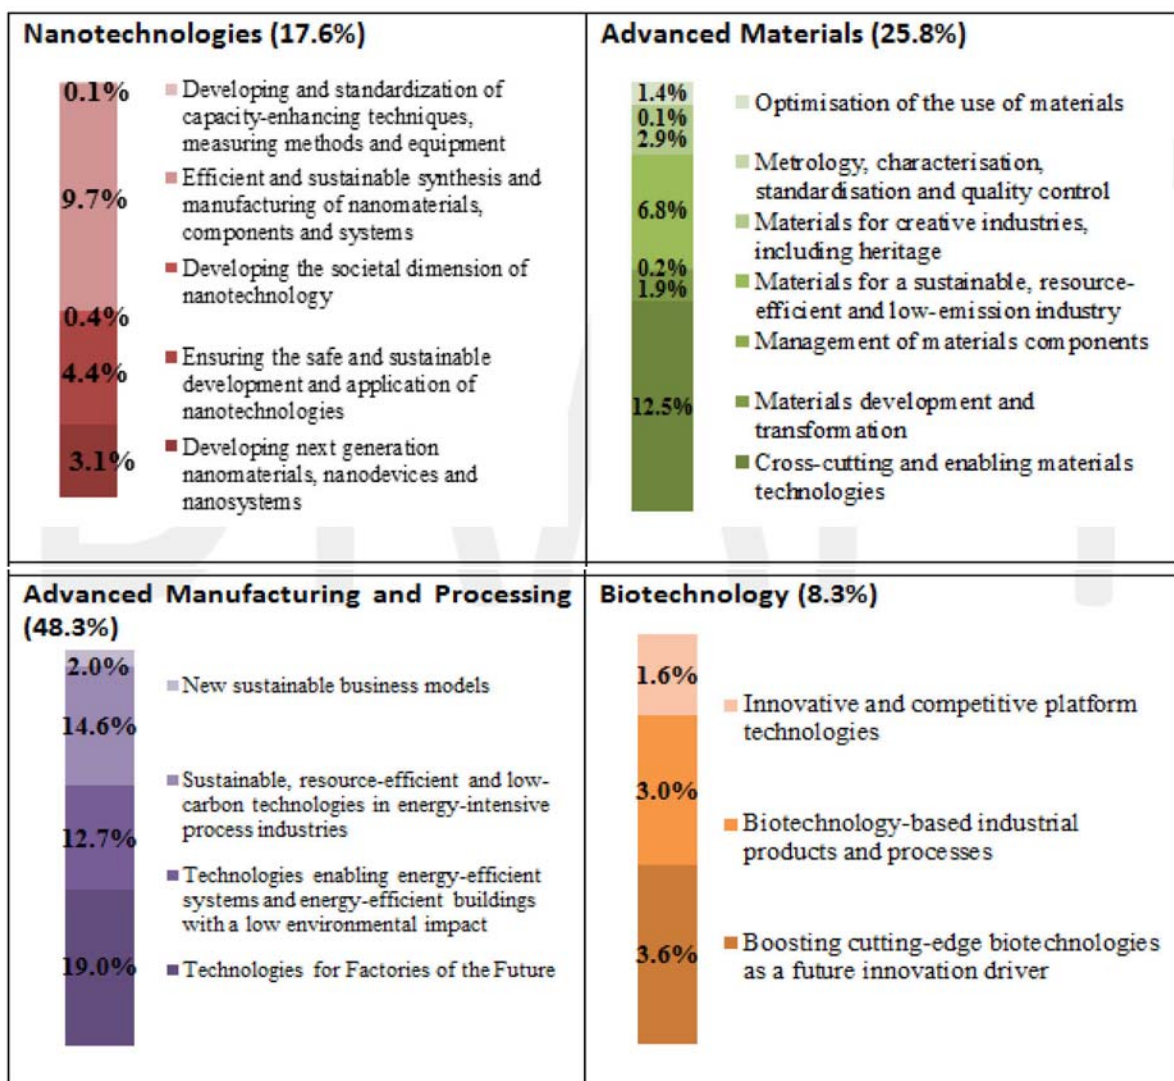 Nanotechnologies (17.6%)
0.1%
9.7%
0.4%
4.4%
3.1%
Developing and standardization of
capacity-enhancing techniques,
measuring methods and equipment
Efficient and sustainable synthesis and
manufacturing of nanomaterials,
components and systems
Developing the societal dimension of
nanotechnology
Ensuring the safe and sustainable
development and application of
nanotechnologies
Developing next generation
nanomaterials, nanodevices and
nanosystems
Advanced Materials (25.8%)
1.4%
0.1%
2.9%
6.8%
0.2%
1.9%
12.5%
Optimisation of the use of materials
Metrology, characterisation,
standardisation and quality control
Materials for creative industries,
including heritage
Materials for a sustainable, resource-
efficient and low-emission industry
Management of materials components
Materials development and
transformation
Cross-cutting and enabling materials
technologies
Advanced Manufacturing and Processing
(48.3%)
2.0%
14.6%
12.7%
19.0%
New sustainable business models
Sustainable, resource-efficient and low-
carbon technologies in energy-intensive
process industries
Technologies enabling energy-efficient
systems and energy-efficient buildings
with a low environmental impact
Technologies for Factories of the Future
Biotechnology (8.3%)
1.6%
3.0%
3.6%
Innovative and competitive platform
technologies
Biotechnology-based industrial
products and processes
Boosting cutting-edge biotechnologies
as a future innovation driver